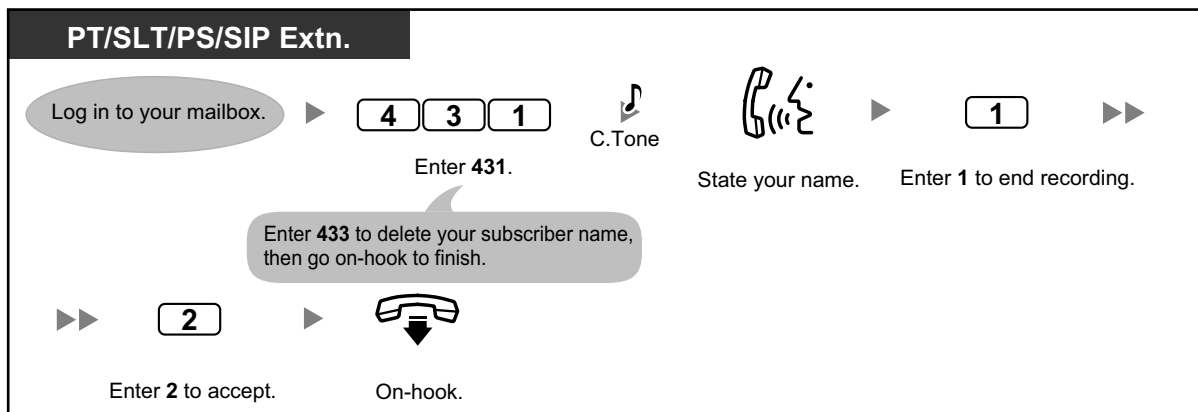 PT/SLT/PS/SIP Extn.
Log in to your mailbox.
4 3 1
C.Tone
1
Enter 431.
State your name.
Enter 1 to end recording.
Enter 433 to delete your subscriber name,
then go on-hook to finish.
2
Enter 2 to accept.
On-hook.